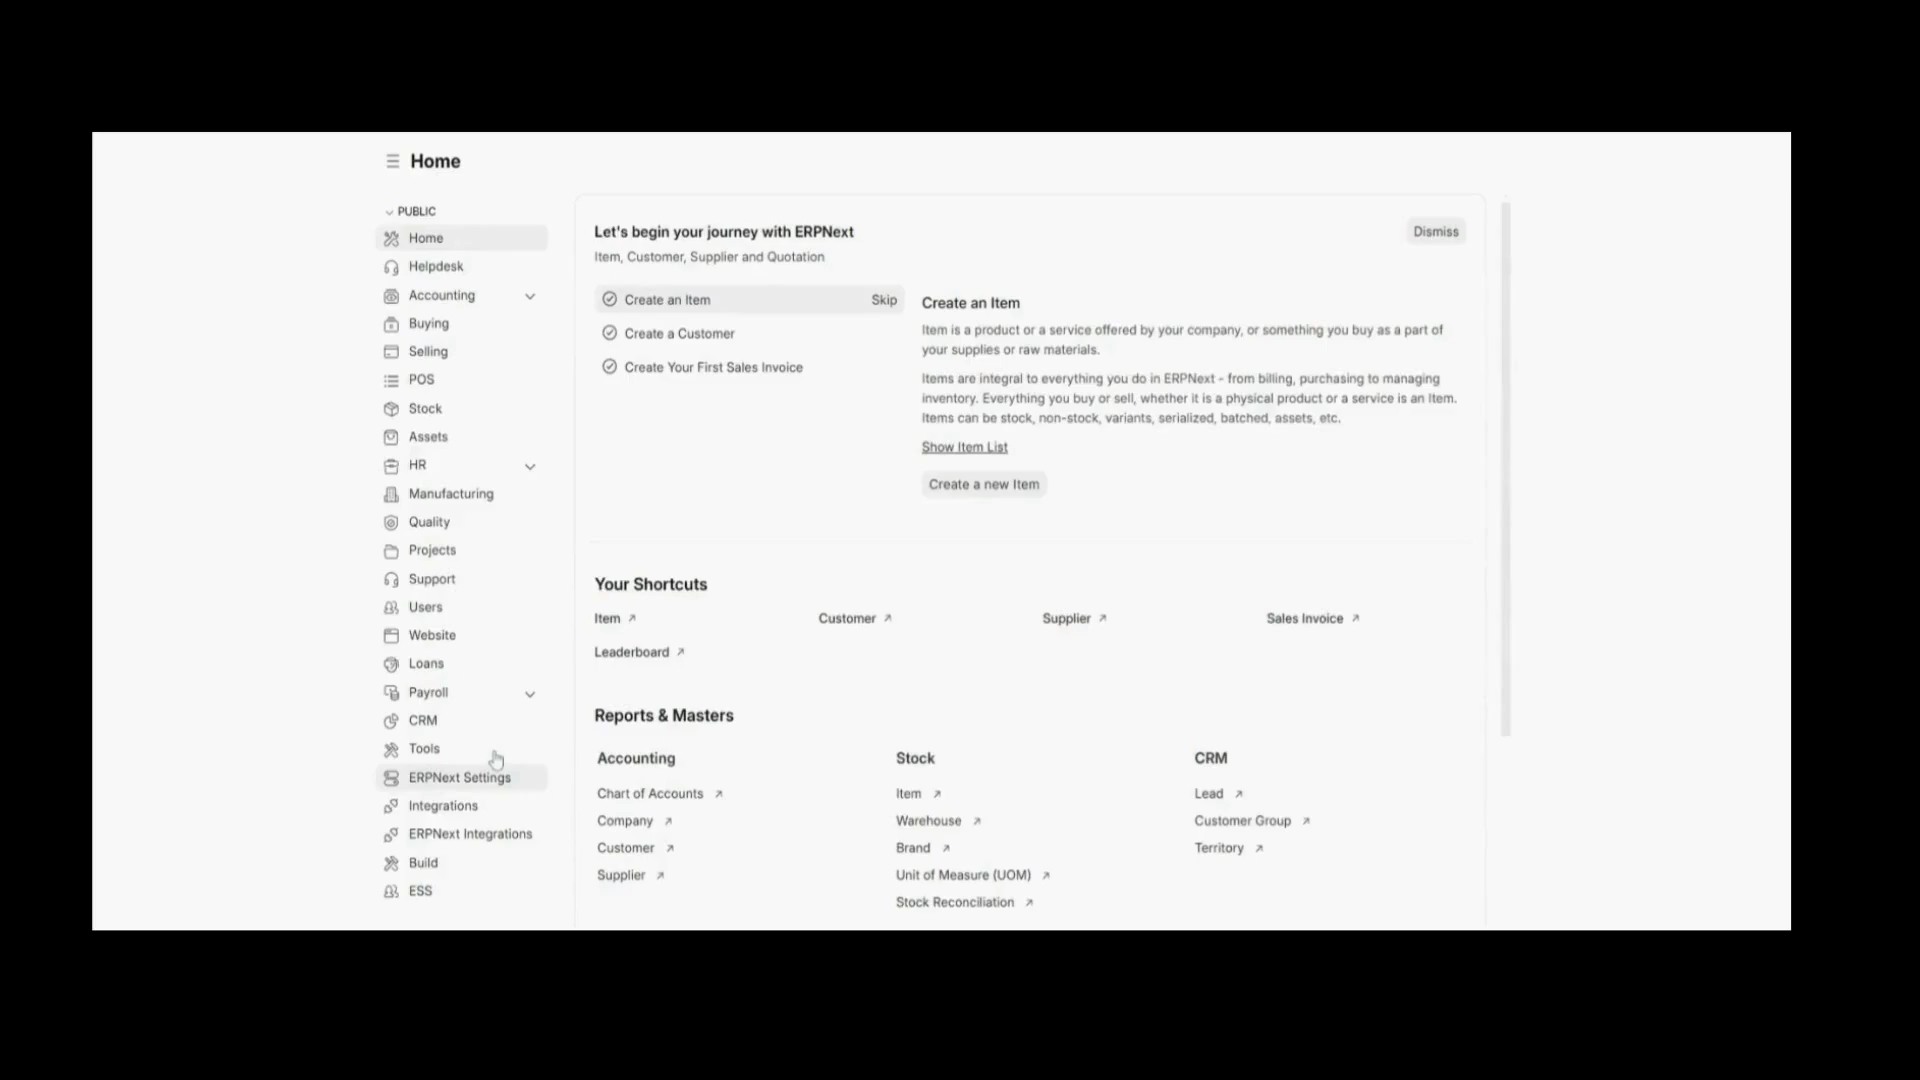 Home
PUBLIC
Home
Helpdesk
Accounting
Buying
Selling
POS
Stock
Assets
HR
Manufacturing
Quality
Projects
Support
Users
Website
Loans
Payroll
CRM
Tools
ERPNext Settings
Integrations
ERPNext Integrations
Build
ESS
Let's begin your journey with ERPNext
Dismiss
Item, Customer, Supplier and Quotation
Create an Item Skip
Create a Customer
Create Your First Sales Invoice
Create an Item
Item is a product or a service offered by your company, or something you buy as a part of
your supplies or raw materials.
Items are integral to everything you do in ERPNext - from billing, purchasing to managing
inventory. Everything you buy or sell, whether it is a physical product or a service is an Item.
Items can be stock, non-stock, variants, serialized, batched, assets, etc.
Show Item List
Create a new Item
Your Shortcuts
Item Customer Supplier Sales Invoice
Leaderboard
Reports & Masters
Accounting
Chart of Accounts
Company
Customer
Supplier
Stock
Item
Warehouse
Brand
Unit of Measure (UOM)
Stock Reconciliation
CRM
Lead
Customer Group
Territory